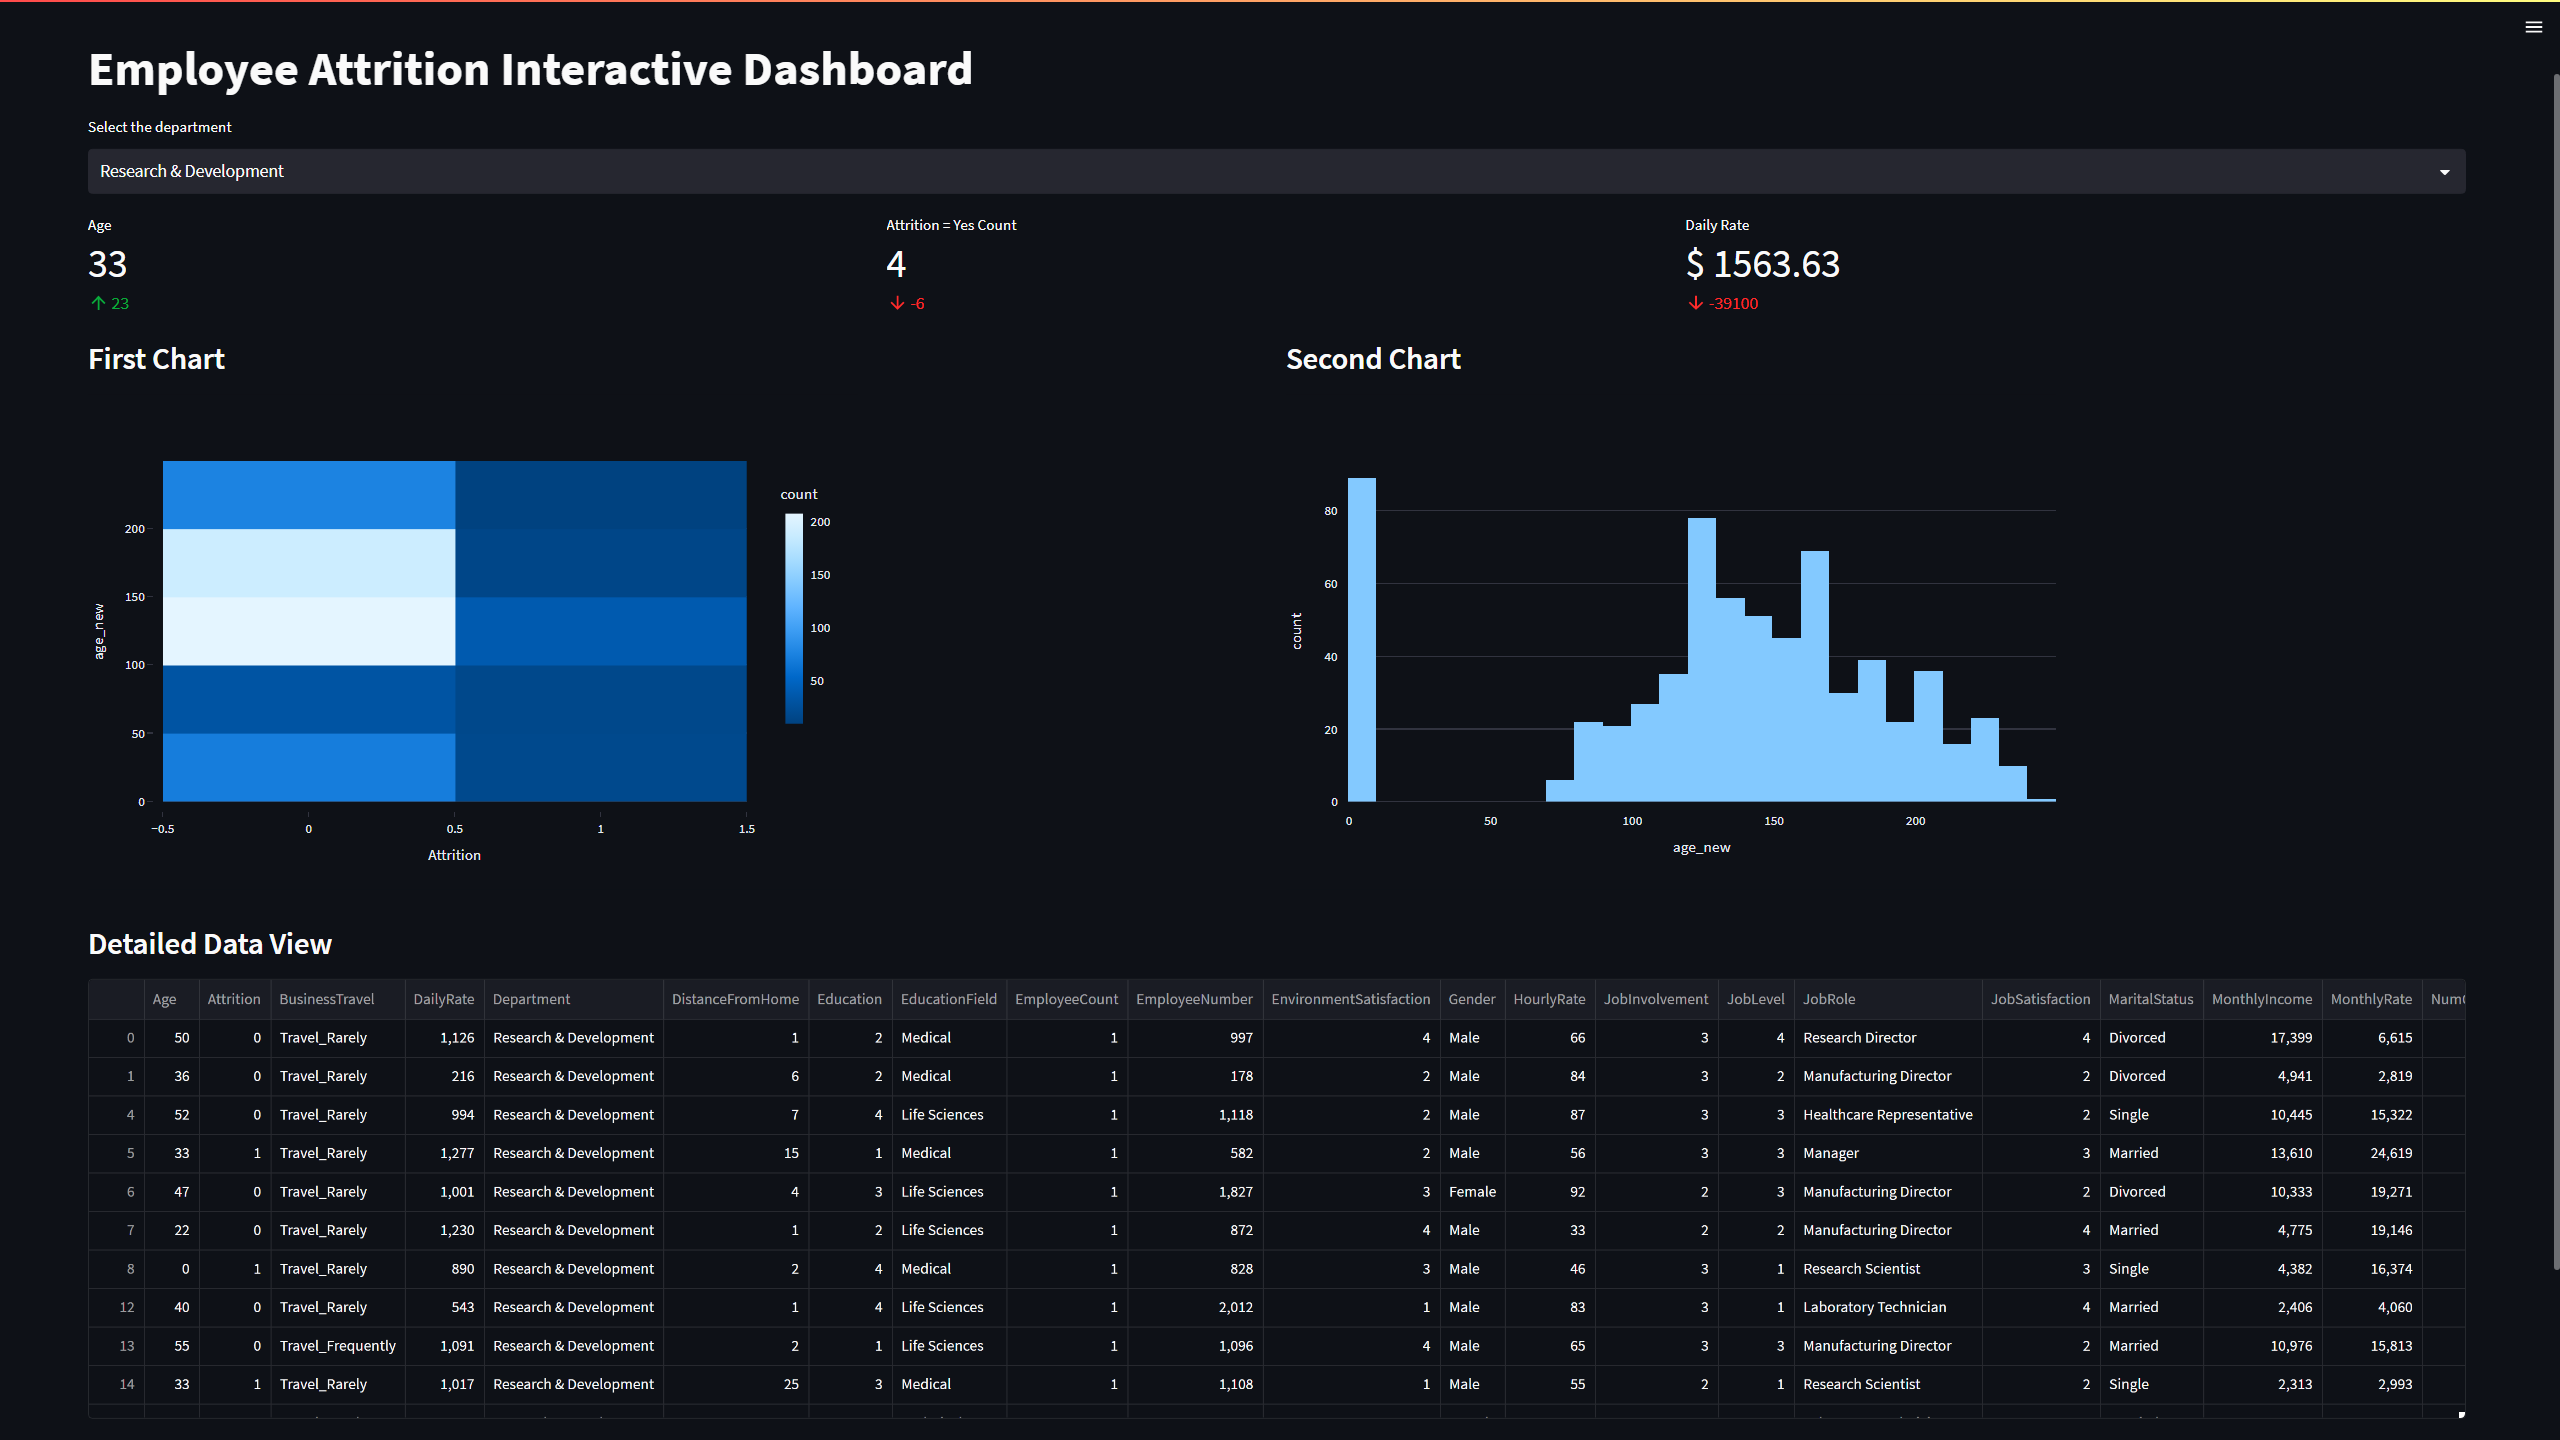 Employee Attrition Interactive Dashboard
Select the department
Research & Development
Age
33
↑ 23
Attrition = Yes Count
4
↓ -6
Daily Rate
$ 1563.63
↓ -39100
First Chart
age_new
200
150
100
50
0
−0.5 0 0.5 1 1.5
Attrition
count
200
150
100
50
Second Chart
count
80
60
40
20
0
0 50 100 150 200
age_new
Detailed Data View
Age Attrition BusinessTravel DailyRate Department DistanceFromHome Education EducationField EmployeeCount EmployeeNumber EnvironmentSatisfaction Gender HourlyRate JobInvolvement JobLevel JobRole JobSatisfaction MaritalStatus MonthlyIncome MonthlyRate
0 50 0 Travel_Rarely 1,126 Research & Development 1 2 Medical 1 997 4 Male 66 3 4 Research Director 4 Divorced 17,399 6,615
1 36 0 Travel_Rarely 216 Research & Development 6 2 Medical 1 178 2 Male 84 3 2 Manufacturing Director 2 Divorced 4,941 2,819
4 52 0 Travel_Rarely 994 Research & Development 7 4 Life Sciences 1 1,118 2 Male 87 3 3 Healthcare Representative 2 Single 10,445 15,322
5 33 1 Travel_Rarely 1,277 Research & Development 15 1 Medical 1 582 2 Male 56 3 3 Manager 3 Married 13,610 24,619
6 47 0 Travel_Rarely 1,001 Research & Development 4 3 Life Sciences 1 1,827 3 Female 92 2 3 Manufacturing Director 2 Divorced 10,333 19,271
7 22 0 Travel_Rarely 1,230 Research & Development 1 2 Life Sciences 1 872 4 Male 33 2 2 Manufacturing Director 4 Married 4,775 19,146
8 0 1 Travel_Rarely 890 Research & Development 2 4 Medical 1 828 3 Male 46 3 1 Research Scientist 3 Single 4,382 16,374
12 40 0 Travel_Rarely 543 Research & Development 1 4 Life Sciences 1 2,012 1 Male 83 3 1 Laboratory Technician 4 Married 2,406 4,060
13 55 0 Travel_Frequently 1,091 Research & Development 2 1 Life Sciences 1 1,096 4 Male 65 3 3 Manufacturing Director 2 Married 10,976 15,813
14 33 1 Travel_Rarely 1,017 Research & Development 25 3 Medical 1 1,108 1 Male 55 2 1 Research Scientist 2 Single 2,313 2,993